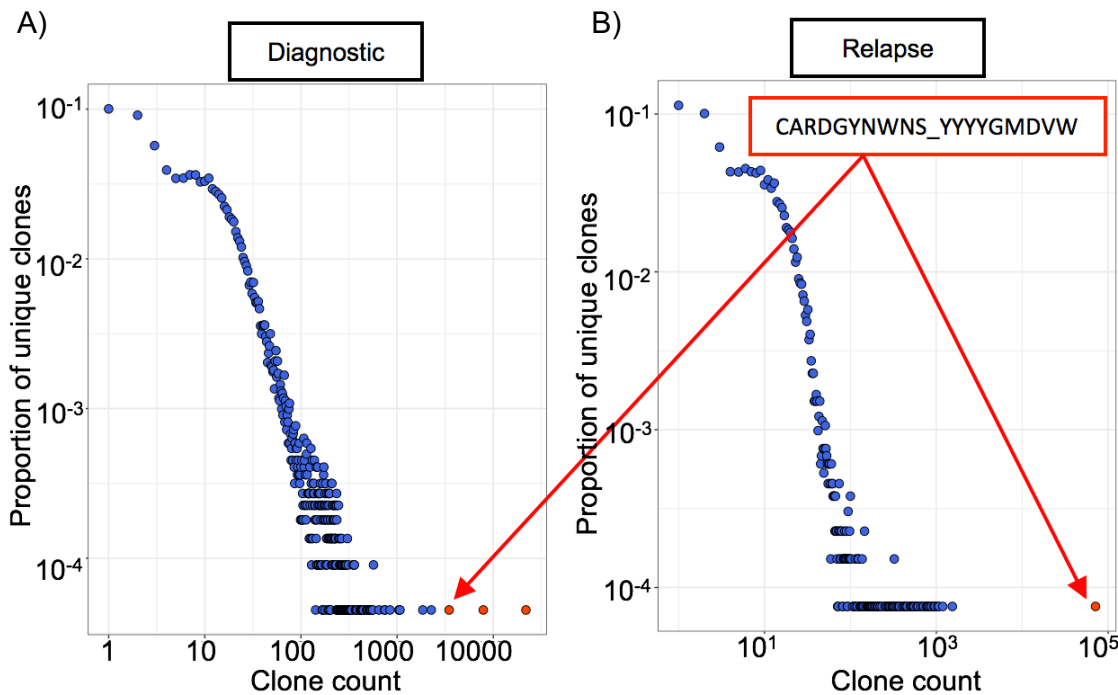 A)
Diagnostic
Proportion of unique clones
10-1
10-2
10-3
10-4
1 10 100 1000 10000
Clone count
B)
Relapse
CARDGYNWNS_YYYYGMDVW
Proportion of unique clones
10-1
10-2
10-3
10-4
10¹ 10³ 10⁵
Clone count